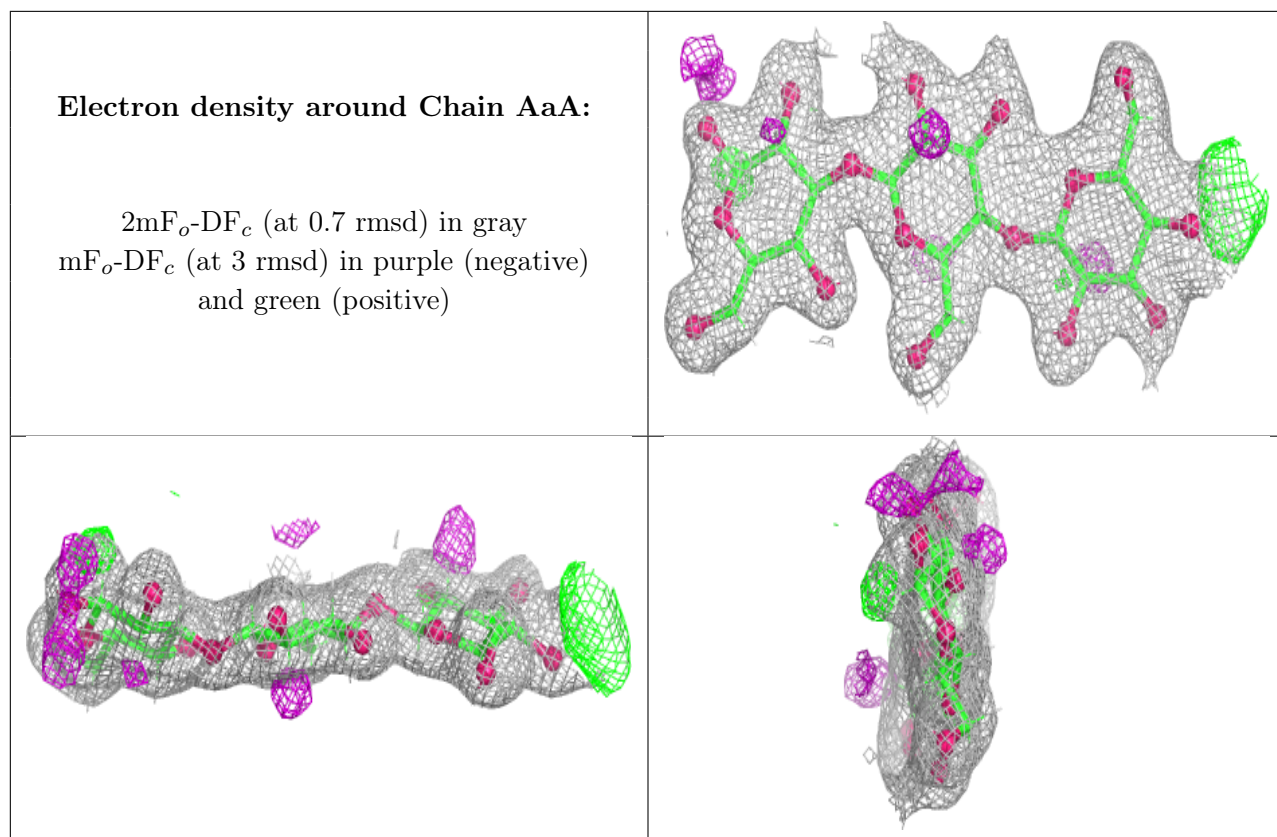 Electron density around Chain AaA:
2mFo-DFc (at 0.7 rmsd) in gray
mFo-DFc (at 3 rmsd) in purple (negative)
and green (positive)